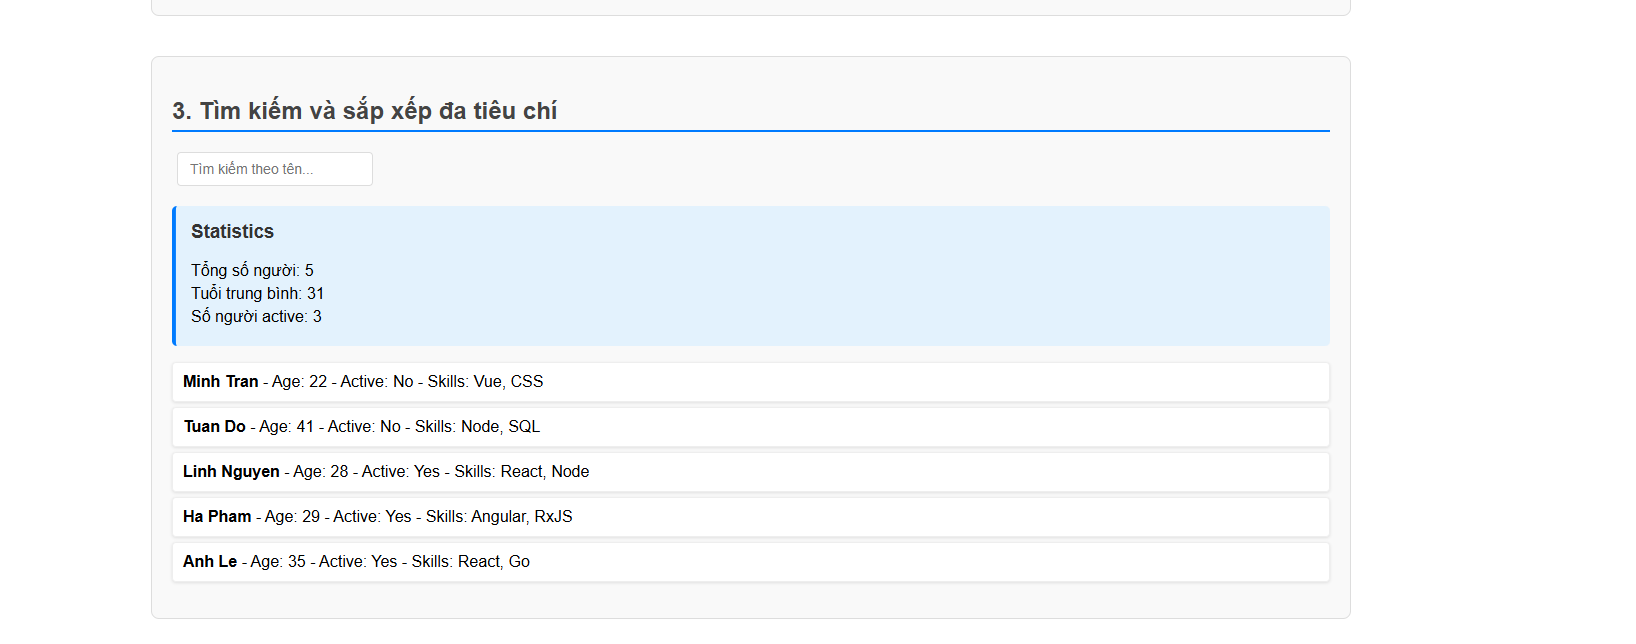 3. Tìm kiếm và sắp xếp đa tiêu chí
Tìm kiếm theo tên...
Statistics
Tổng số người: 5
Tuổi trung bình: 31
Số người active: 3
Minh Tran - Age: 22 - Active: No - Skills: Vue, CSS
Tuan Do - Age: 41 - Active: No - Skills: Node, SQL
Linh Nguyen - Age: 28 - Active: Yes - Skills: React, Node
Ha Pham - Age: 29 - Active: Yes - Skills: Angular, RxJS
Anh Le - Age: 35 - Active: Yes - Skills: React, Go